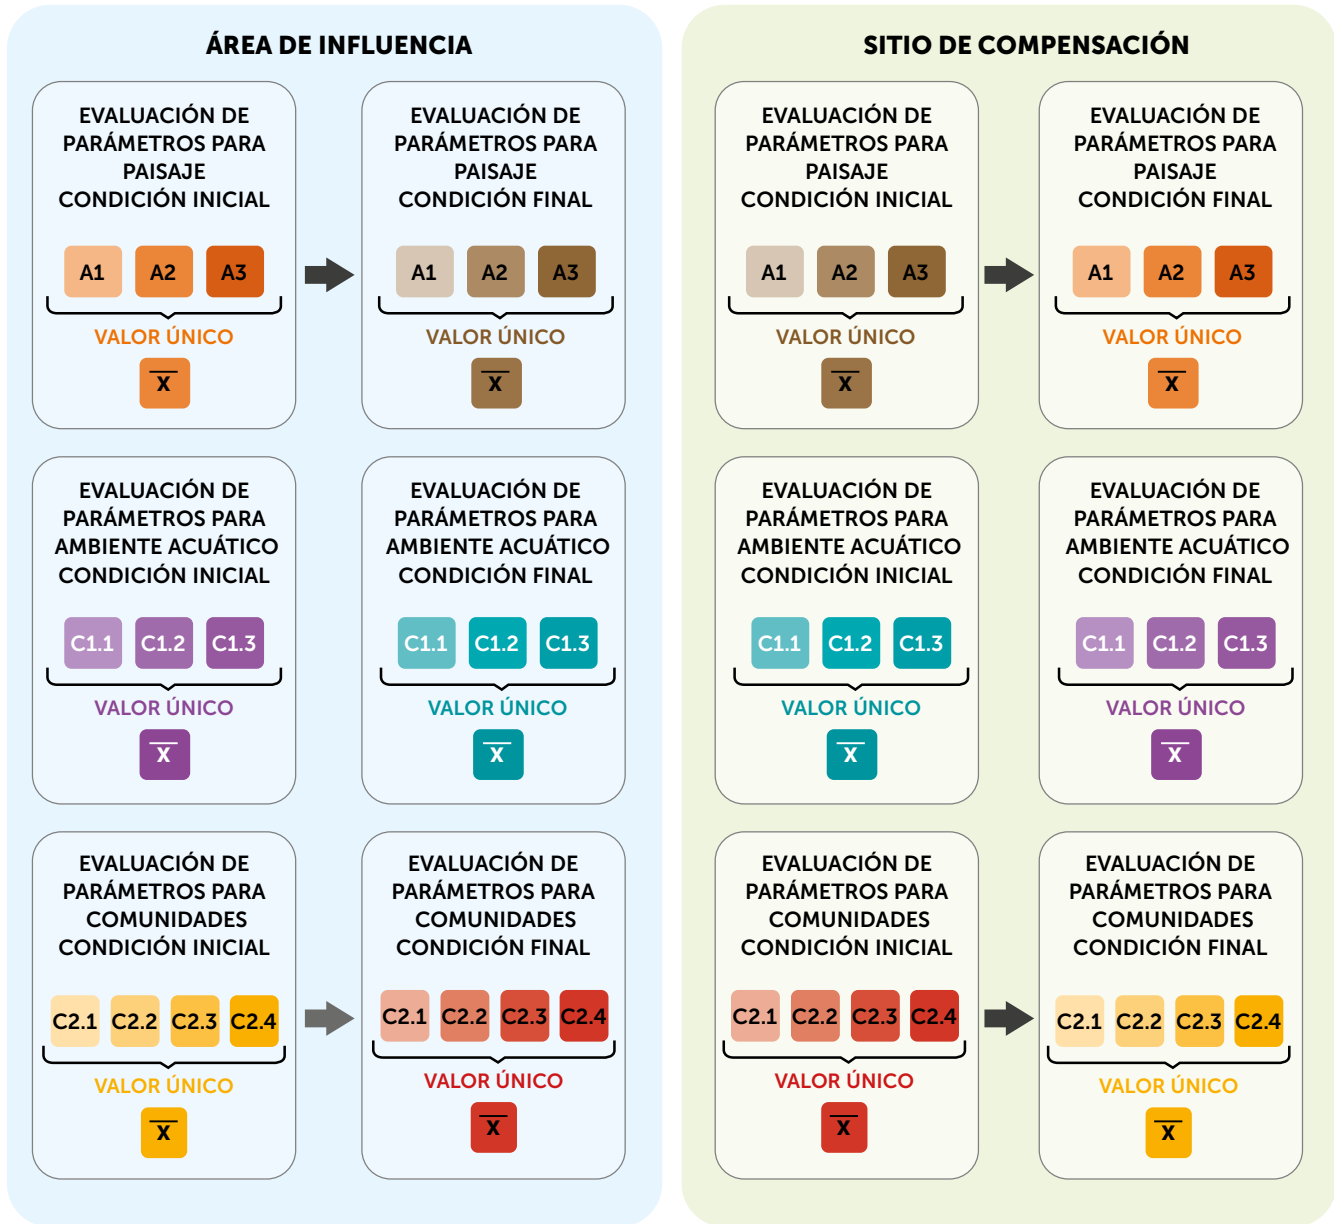 ÁREA DE INFLUENCIA
EVALUACIÓN DE
PARÁMETROS PARA
PAISAJE
CONDICIÓN INICIAL
A1 A2 A3
VALOR ÚNICO
X
EVALUACIÓN DE
PARÁMETROS PARA
PAISAJE
CONDICIÓN FINAL
A1 A2 A3
VALOR ÚNICO
X
EVALUACIÓN DE
PARÁMETROS PARA
AMBIENTE ACUÁTICO
CONDICIÓN INICIAL
C1.1 C1.2 C1.3
VALOR ÚNICO
X
EVALUACIÓN DE
PARÁMETROS PARA
AMBIENTE ACUÁTICO
CONDICIÓN FINAL
C1.1 C1.2 C1.3
VALOR ÚNICO
X
EVALUACIÓN DE
PARÁMETROS PARA
COMUNIDADES
CONDICIÓN INICIAL
C2.1 C2.2 C2.3 C2.4
VALOR ÚNICO
X
EVALUACIÓN DE
PARÁMETROS PARA
COMUNIDADES
CONDICIÓN FINAL
C2.1 C2.2 C2.3 C2.4
VALOR ÚNICO
X
SITIO DE COMPENSACIÓN
EVALUACIÓN DE
PARÁMETROS PARA
PAISAJE
CONDICIÓN INICIAL
A1 A2 A3
VALOR ÚNICO
X
EVALUACIÓN DE
PARÁMETROS PARA
PAISAJE
CONDICIÓN FINAL
A1 A2 A3
VALOR ÚNICO
X
EVALUACIÓN DE
PARÁMETROS PARA
AMBIENTE ACUÁTICO
CONDICIÓN INICIAL
C1.1 C1.2 C1.3
VALOR ÚNICO
X
EVALUACIÓN DE
PARÁMETROS PARA
AMBIENTE ACUÁTICO
CONDICIÓN FINAL
C1.1 C1.2 C1.3
VALOR ÚNICO
X
EVALUACIÓN DE
PARÁMETROS PARA
COMUNIDADES
CONDICIÓN INICIAL
C2.1 C2.2 C2.3 C2.4
VALOR ÚNICO
X
EVALUACIÓN DE
PARÁMETROS PARA
COMUNIDADES
CONDICIÓN FINAL
C2.1 C2.2 C2.3 C2.4
VALOR ÚNICO
X